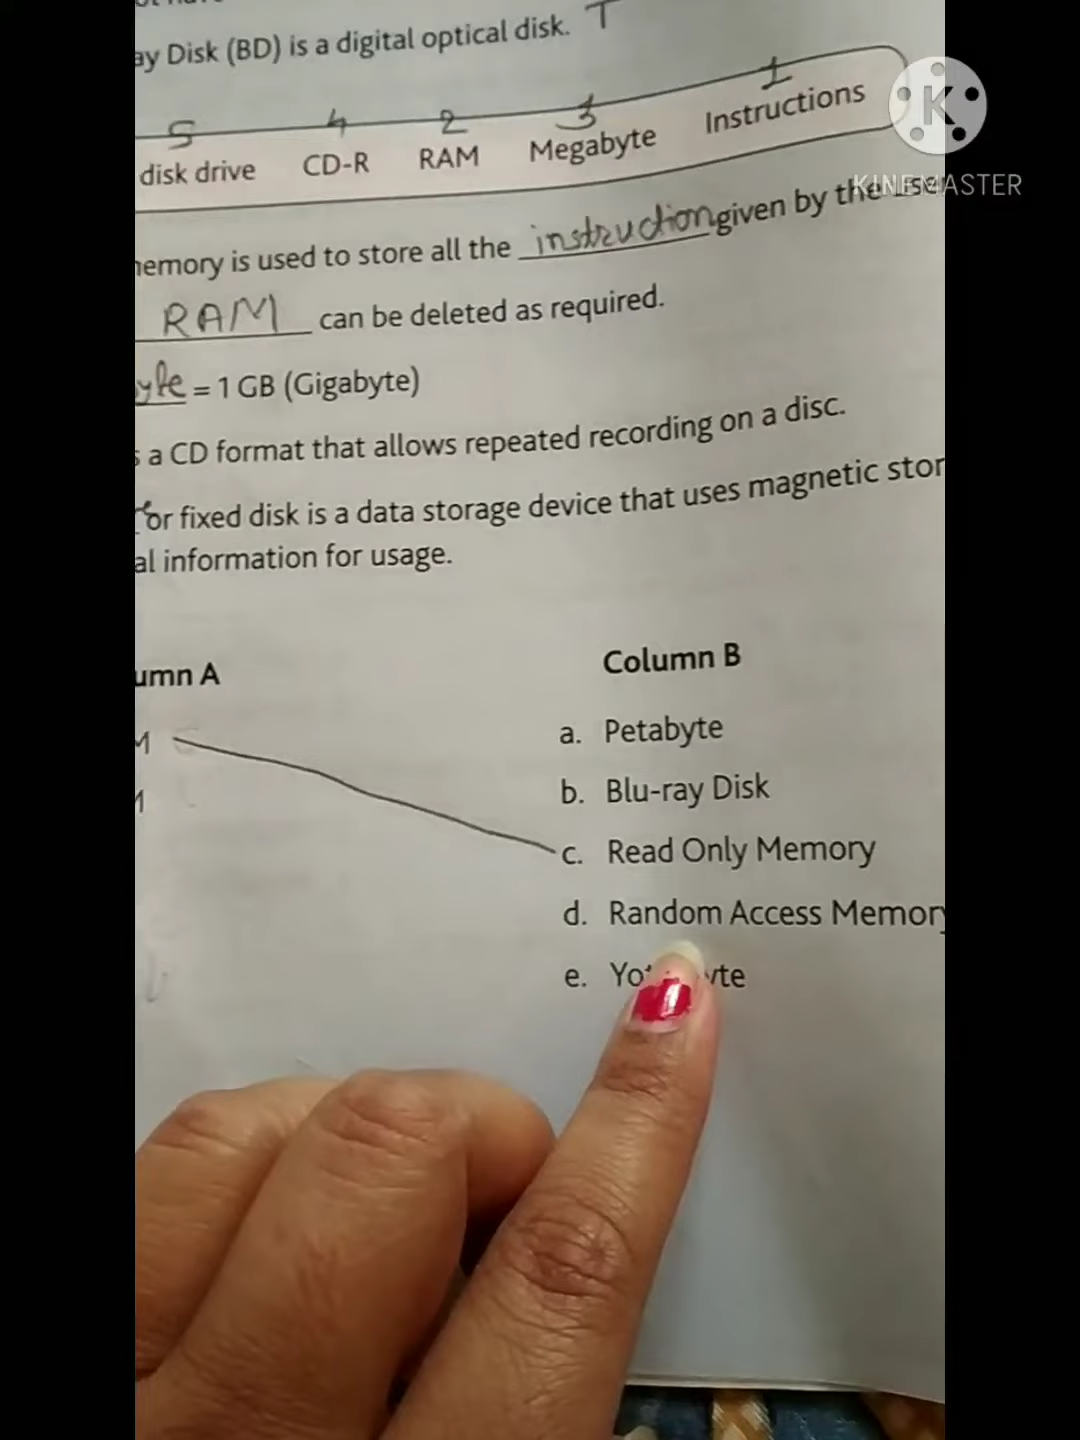 ay Disk (BD) is a digital optical disk. T
5 4 2 3 1
disk drive CD-R RAM Megabyte Instructions
KINEMASTER
emory is used to store all the instruction given by the use
RAM can be deleted as required.
yte = 1 GB (Gigabyte)
s a CD format that allows repeated recording on a disc.
or fixed disk is a data storage device that uses magnetic stor
al information for usage.
umn A Column B
M a. Petabyte
M b. Blu-ray Disk
c. Read Only Memory
d. Random Access Memory
e.